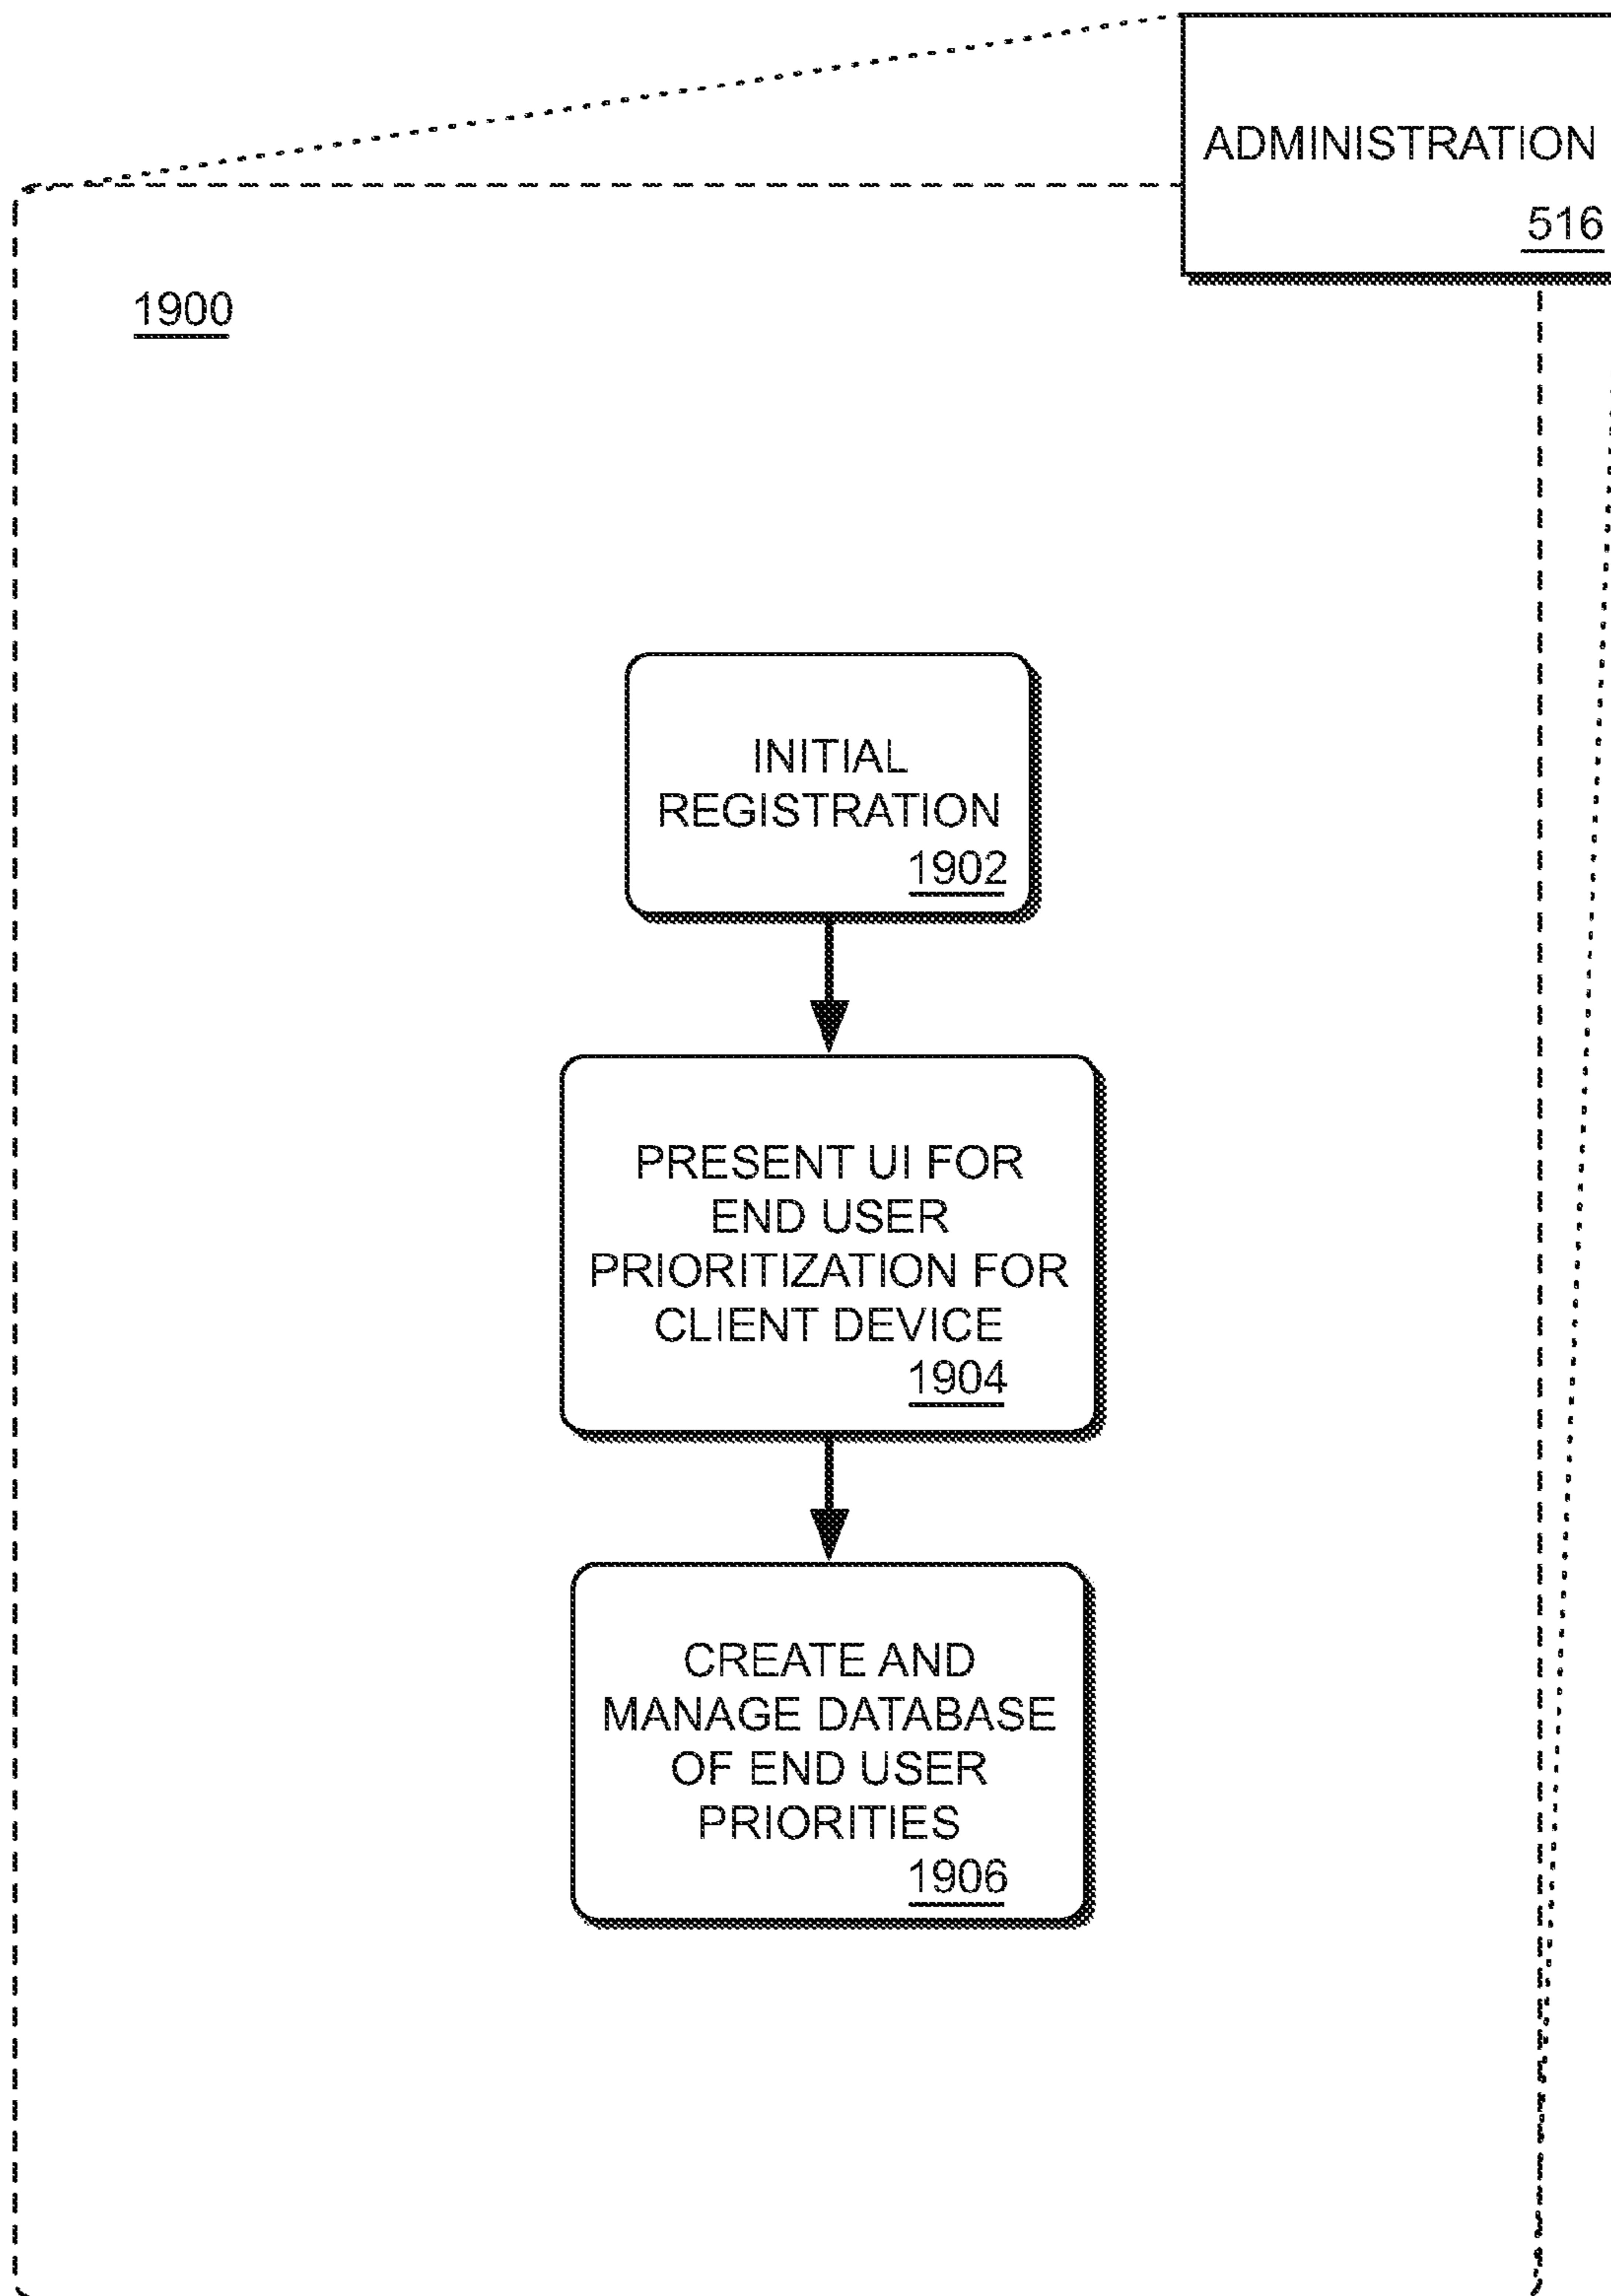 ADMINISTRATION
516
1900
INITIAL
REGISTRATION
1902
PRESENT UI FOR
END USER
PRIORITIZATION FOR
CLIENT DEVICE
1904
CREATE AND
MANAGE DATABASE
OF END USER
PRIORITIES
1906